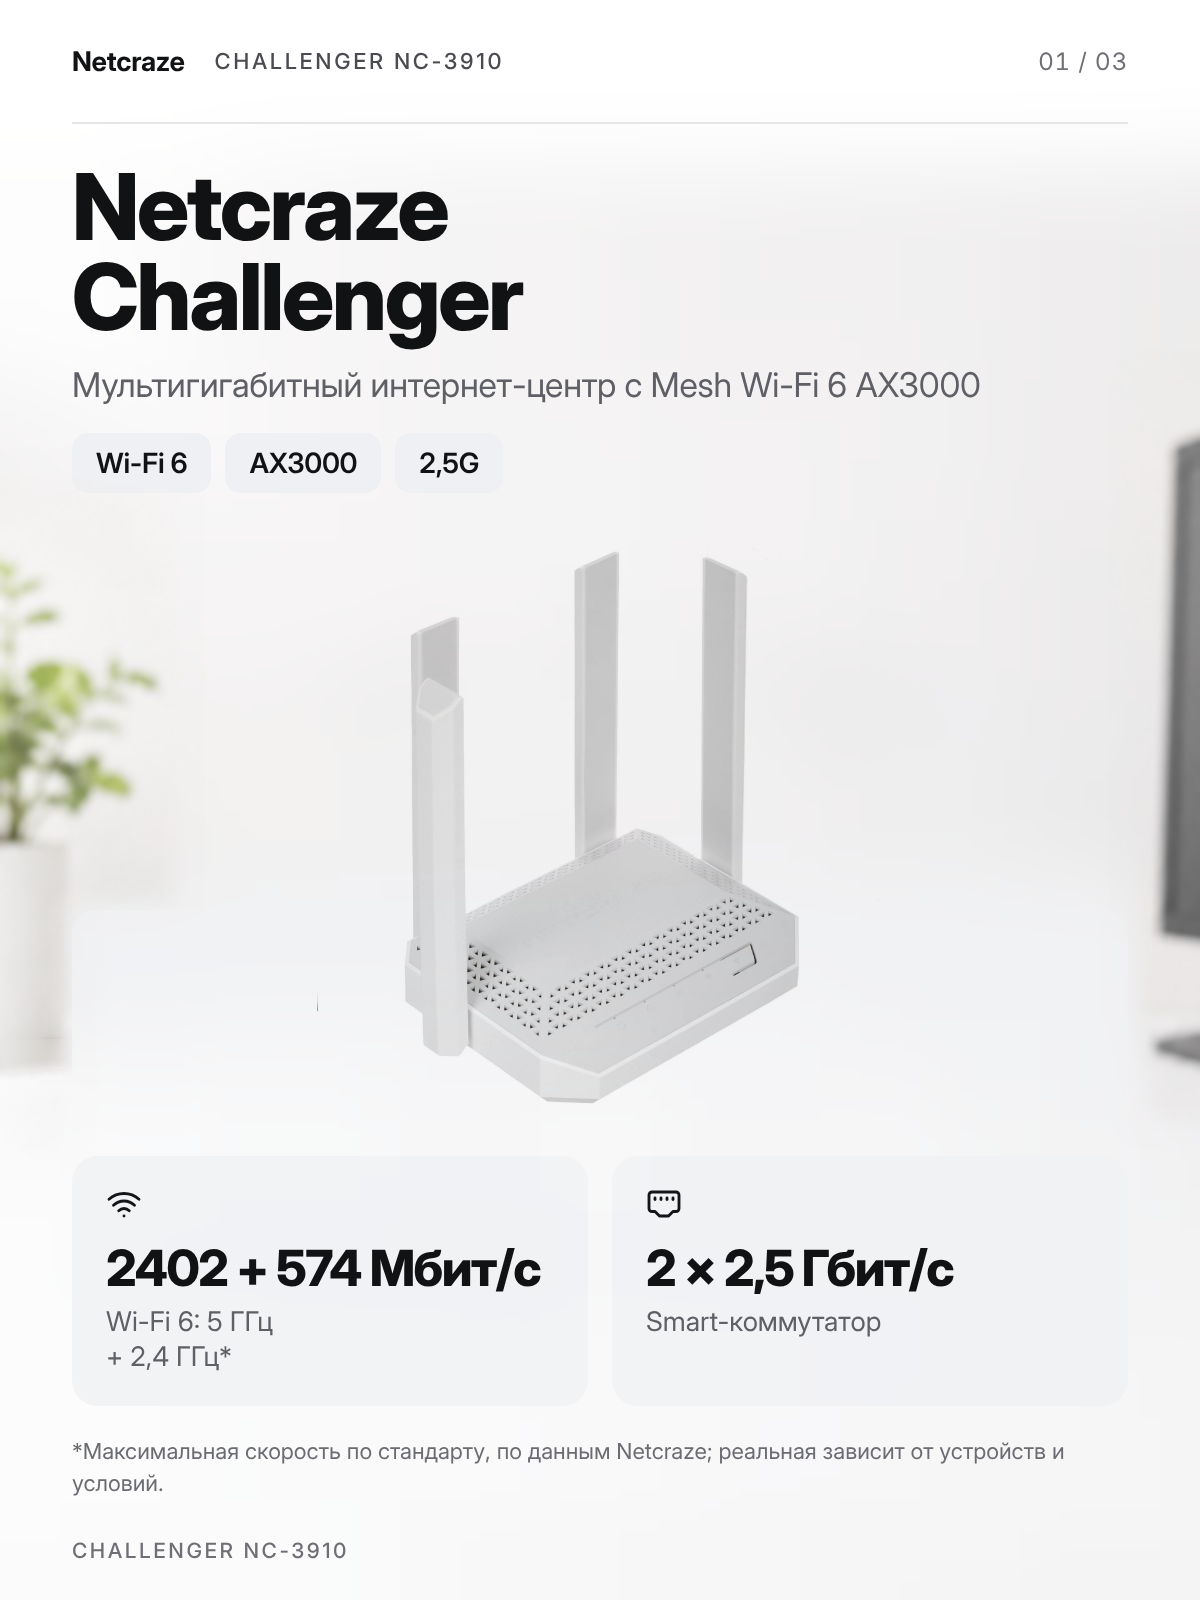 Netcraze CHALLENGER NC-3910 01 / 03
Netcraze
Challenger
Мультигигабитный интернет-центр с Mesh Wi-Fi 6 AX3000
Wi-Fi 6 AX3000 2,5G
2402 + 574 Мбит/с
Wi-Fi 6: 5 ГГц
+ 2,4 ГГц*
2 × 2,5 Гбит/с
Smart-коммутатор
*Максимальная скорость по стандарту, по данным Netcraze; реальная зависит от устройств и
условий.
CHALLENGER NC-3910